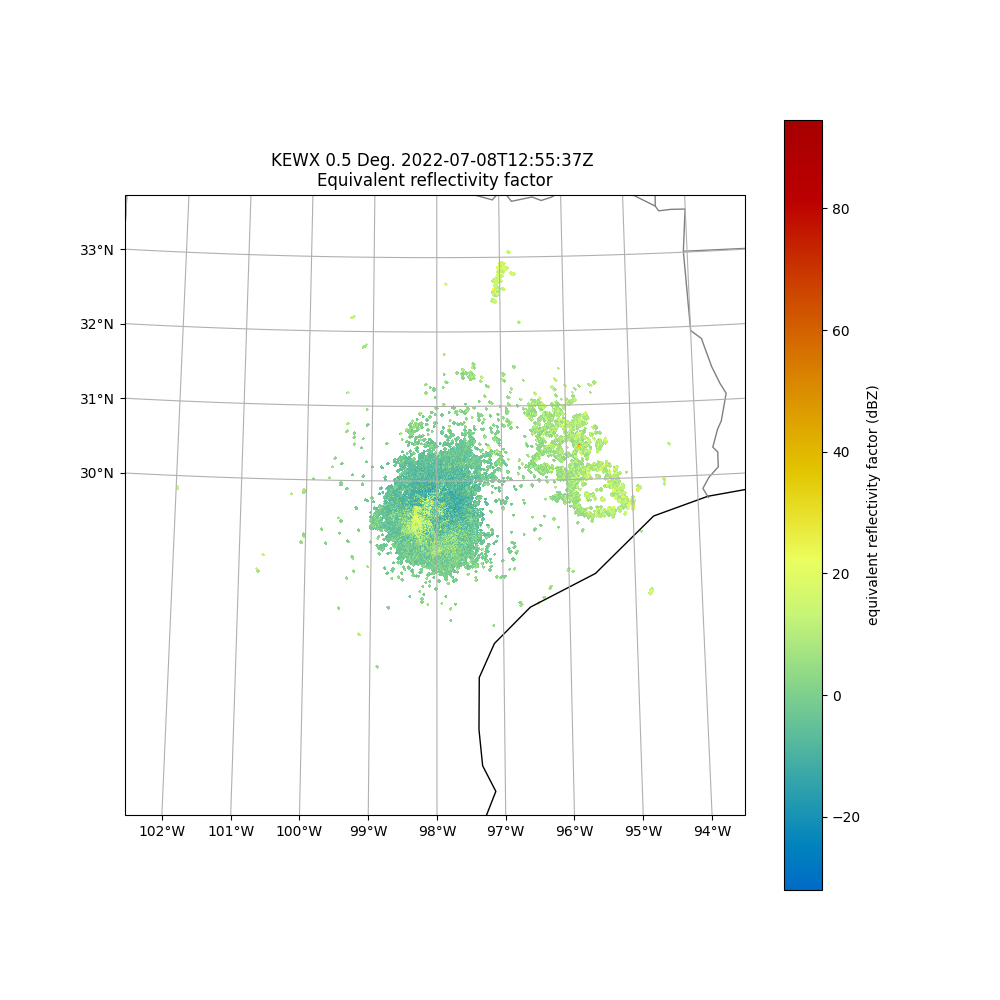 KEWX 0.5 Deg. 2022-07-08T12:55:37Z
Equivalent reflectivity factor
33°N
32°N
31°N
30°N
102°W 101°W 100°W 99°W 98°W 97°W 96°W 95°W 94°W
80
60
40
20
0
−20
equivalent reflectivity factor (dBZ)